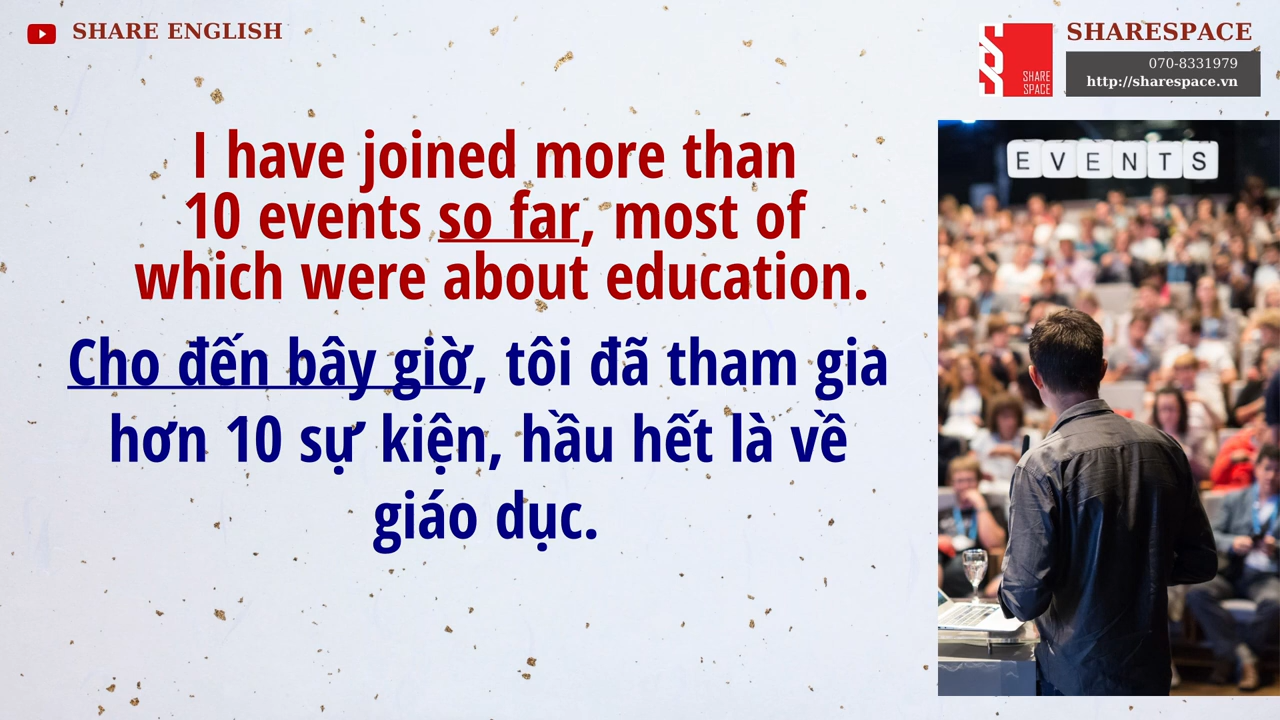 SHARE ENGLISH
SHARE SPACE
SHARESPACE
070-8331979
http://sharespace.vn
EVENTS
I have joined more than
10 events so far, most of
which were about education.
Cho đến bây giờ, tôi đã tham gia
hơn 10 sự kiện, hầu hết là về
giáo dục.